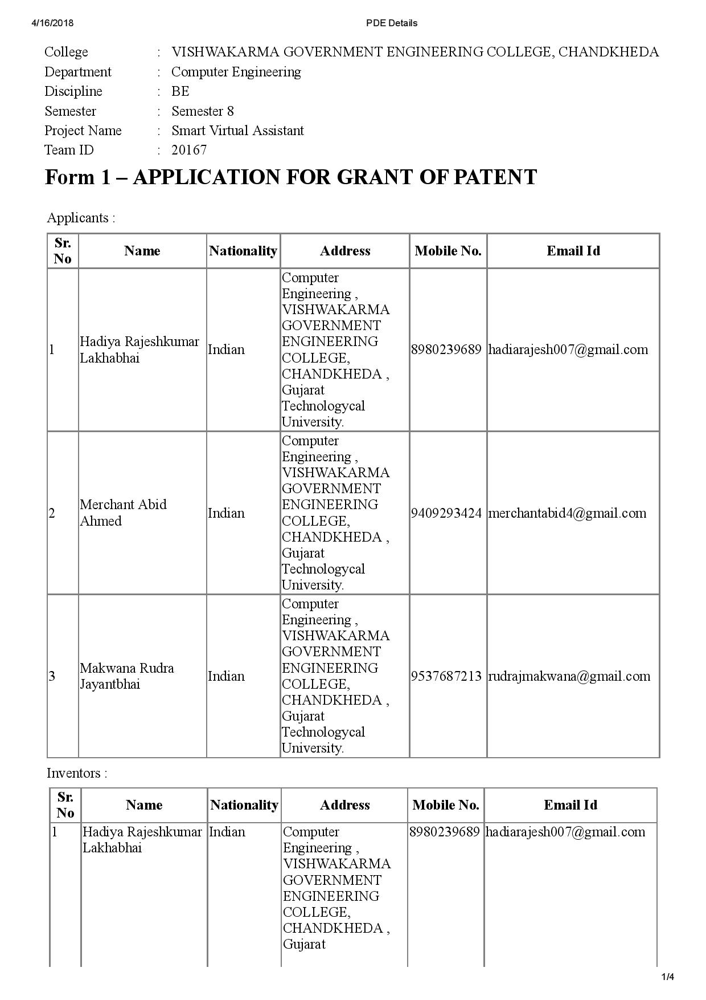 4/16/2018 PDE Details
College : VISHWAKARMA GOVERNMENT ENGINEERING COLLEGE, CHANDKHEDA
Department : Computer Engineering
Discipline : BE
Semester : Semester 8
Project Name : Smart Virtual Assistant
Team ID : 20167
Form 1 – APPLICATION FOR GRANT OF PATENT
Applicants :
Sr. No Name Nationality Address Mobile No. Email Id
1
Hadiya Rajeshkumar
Lakhabhai
Indian
Computer
Engineering ,
VISHWAKARMA
GOVERNMENT
ENGINEERING
COLLEGE,
CHANDKHEDA ,
Gujarat
Technologycal
University.
8980239689
hadiarajesh007@gmail.com
2
Merchant Abid
Ahmed
Indian
Computer
Engineering ,
VISHWAKARMA
GOVERNMENT
ENGINEERING
COLLEGE,
CHANDKHEDA ,
Gujarat
Technologycal
University.
9409293424
merchantabid4@gmail.com
3
Makwana Rudra
Jayantbhai
Indian
Computer
Engineering ,
VISHWAKARMA
GOVERNMENT
ENGINEERING
COLLEGE,
CHANDKHEDA ,
Gujarat
Technologycal
University.
9537687213
rudrajmakwana@gmail.com
Inventors :
Sr. No Name Nationality Address Mobile No. Email Id
1
Hadiya Rajeshkumar
Lakhabhai
Indian
Computer
Engineering ,
VISHWAKARMA
GOVERNMENT
ENGINEERING
COLLEGE,
CHANDKHEDA ,
Gujarat
8980239689
hadiarajesh007@gmail.com
1/4